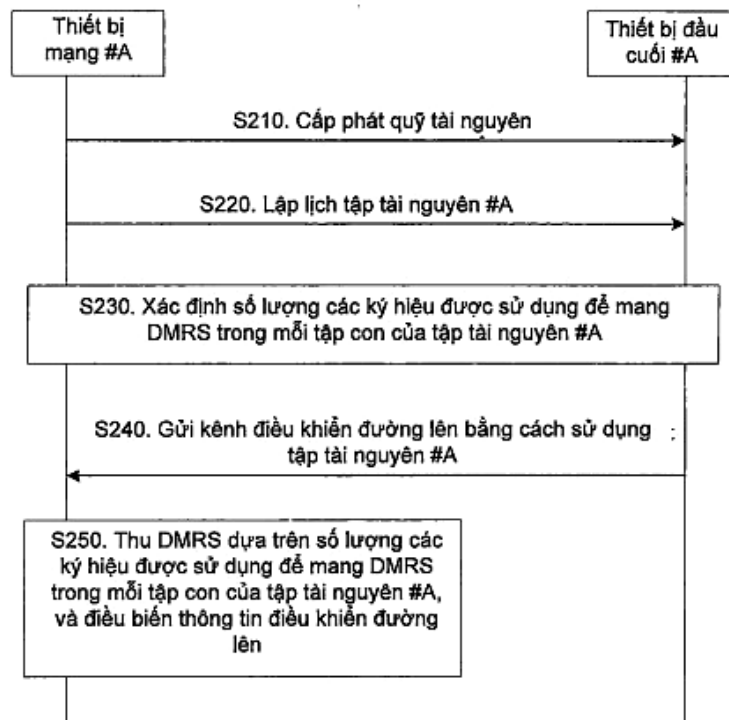 Thiết bị
mạng #A
Thiết bị đầu
cuối #A
S210. Cấp phát quỹ tài nguyên
S220. Lập lịch tập tài nguyên #A
S230. Xác định số lượng các ký hiệu được sử dụng để mang
DMRS trong mỗi tập con của tập tài nguyên #A
S240. Gửi kênh điều khiển đường lên bằng cách sử dụng
tập tài nguyên #A
S250. Thu DMRS dựa trên số lượng các
ký hiệu được sử dụng để mang DMRS
trong mỗi tập con của tập tài nguyên #A,
và điều biến thông tin điều khiển đường
lên